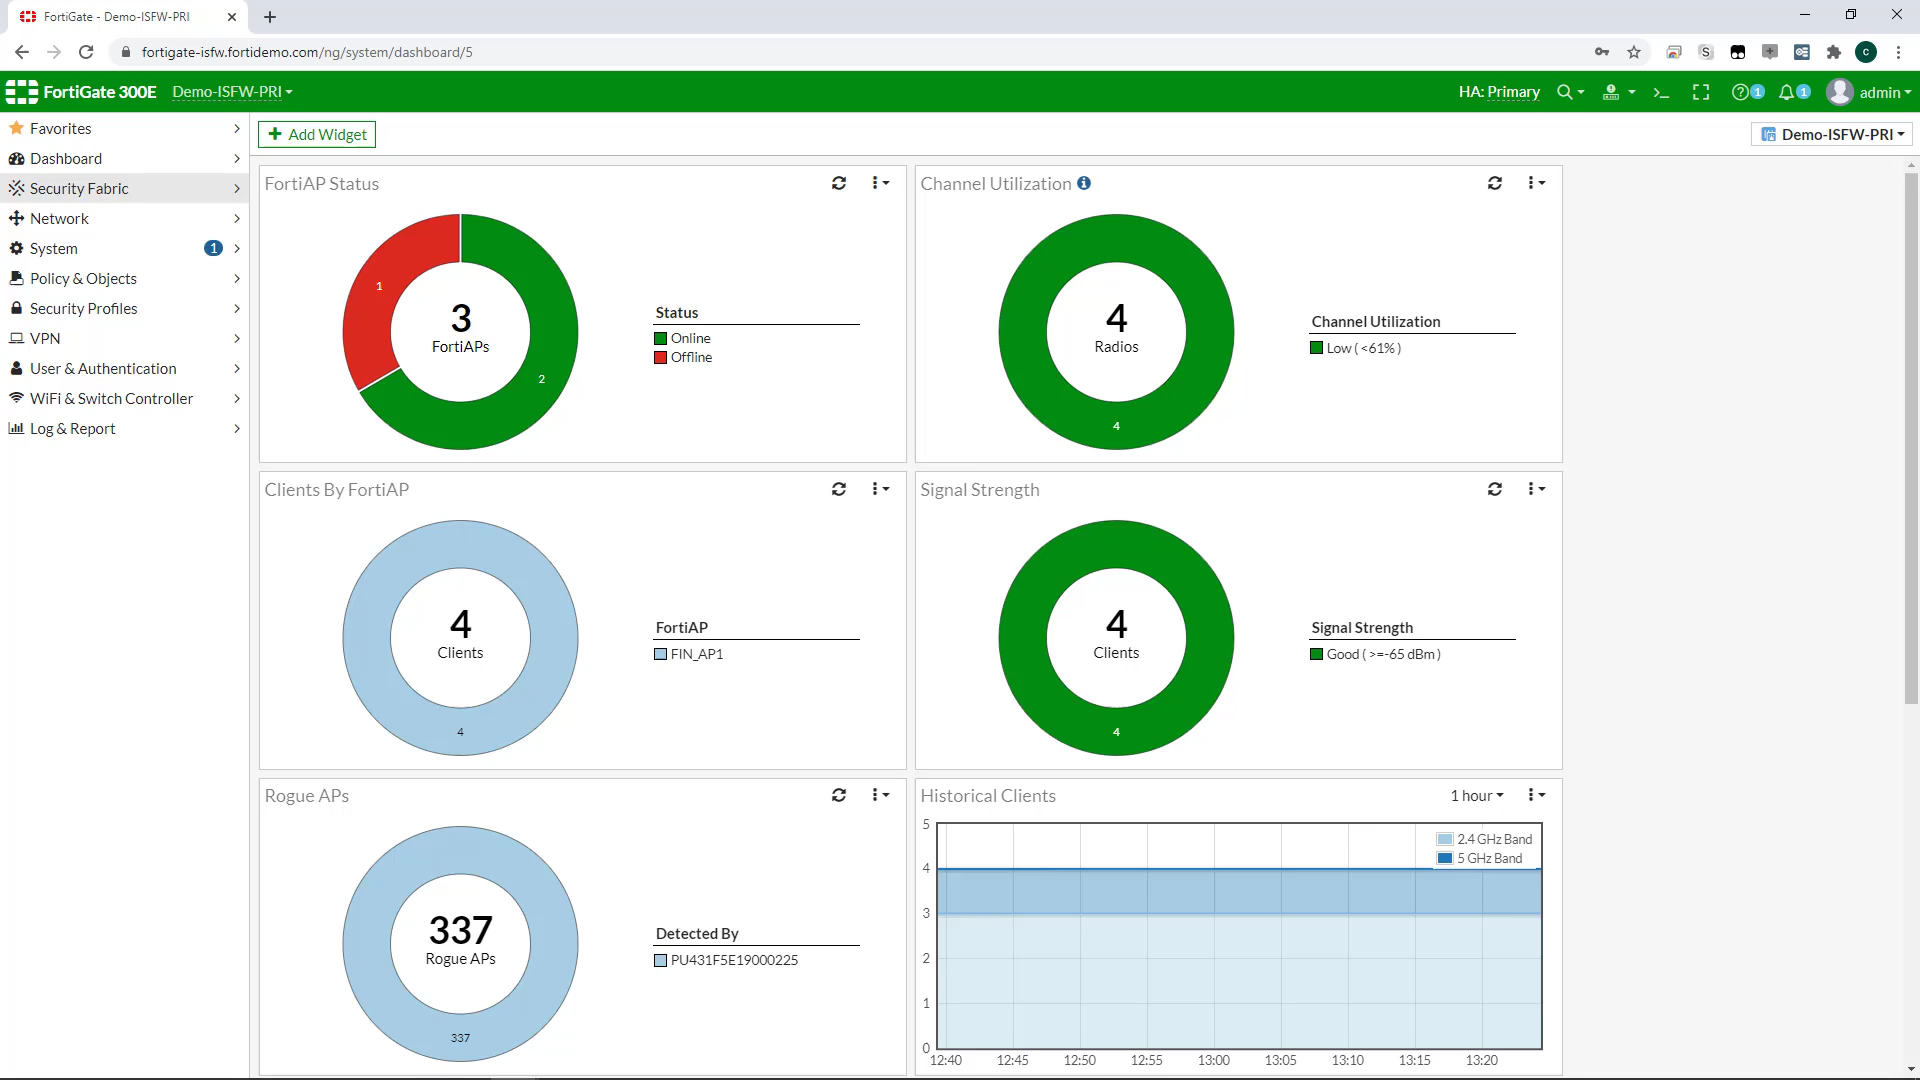 FortiGate - Demo-ISFW-PRI
fortigate-isfw.fortidemo.com/ng/system/dashboard/5
S
c
FortiGate 300E
Demo-ISFW-PRI
HA: Primary
1
1
admin
Favorites
Dashboard
Security Fabric
Network
System
1
Policy & Objects
Security Profiles
VPN
User & Authentication
WiFi & Switch Controller
Log & Report
+ Add Widget
Demo-ISFW-PRI
FortiAP Status
1
3
FortiAPs
2
Status
Online
Offline
Channel Utilization
4
Radios
4
Channel Utilization
Low ( <61% )
Clients By FortiAP
4
Clients
4
FortiAP
FIN_AP1
Signal Strength
4
Clients
4
Signal Strength
Good ( >=-65 dBm )
Rogue APs
337
Rogue APs
337
Detected By
PU431F5E19000225
Historical Clients
1 hour
5
4
3
2
1
0
2.4 GHz Band
5 GHz Band
12:40 12:45 12:50 12:55 13:00 13:05 13:10 13:15 13:20